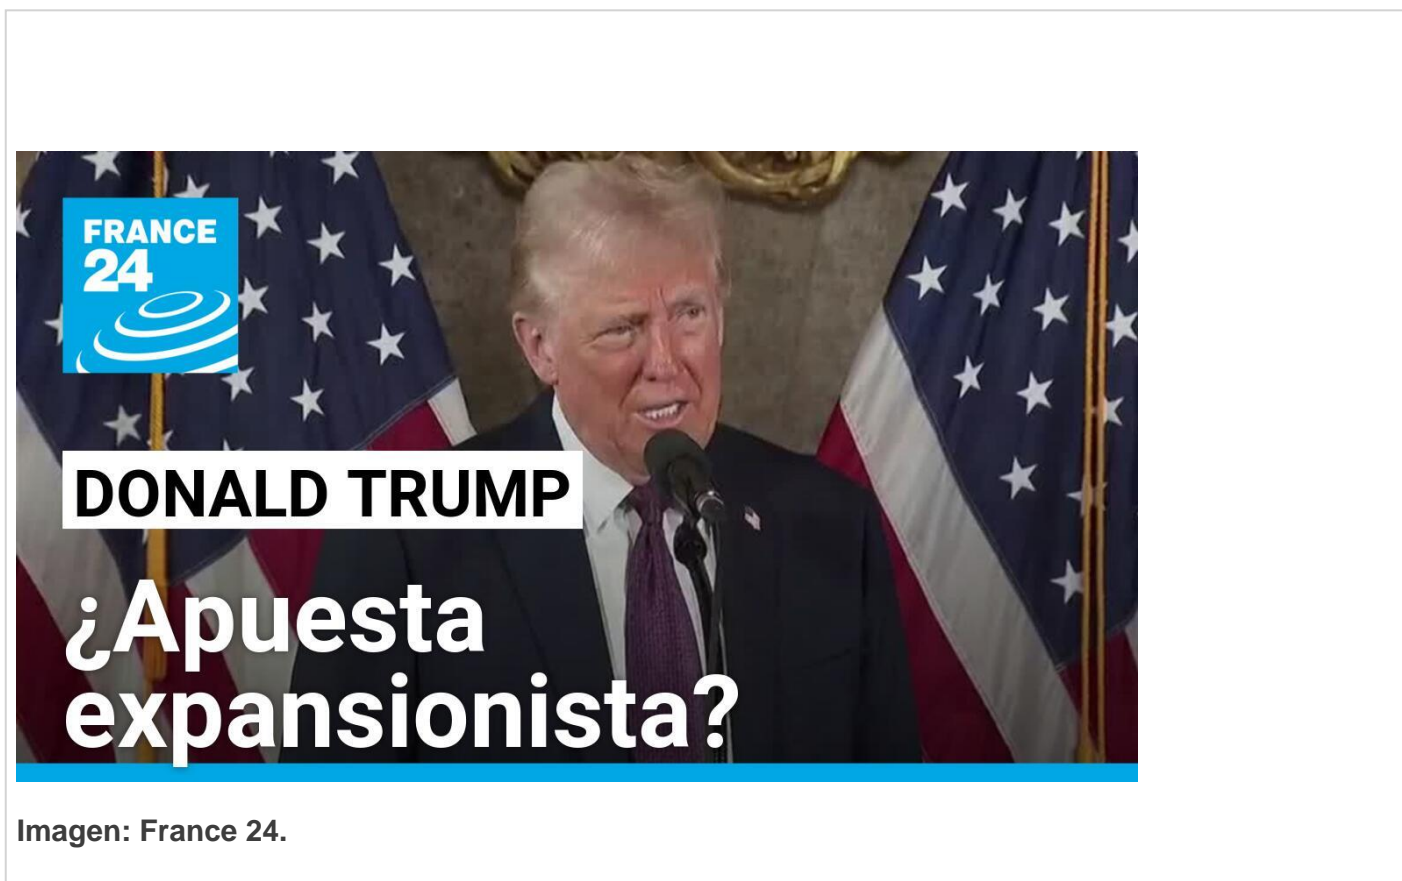 FRANCE
24
DONALD TRUMP
¿Apuesta
expansionista?
Imagen: France 24.